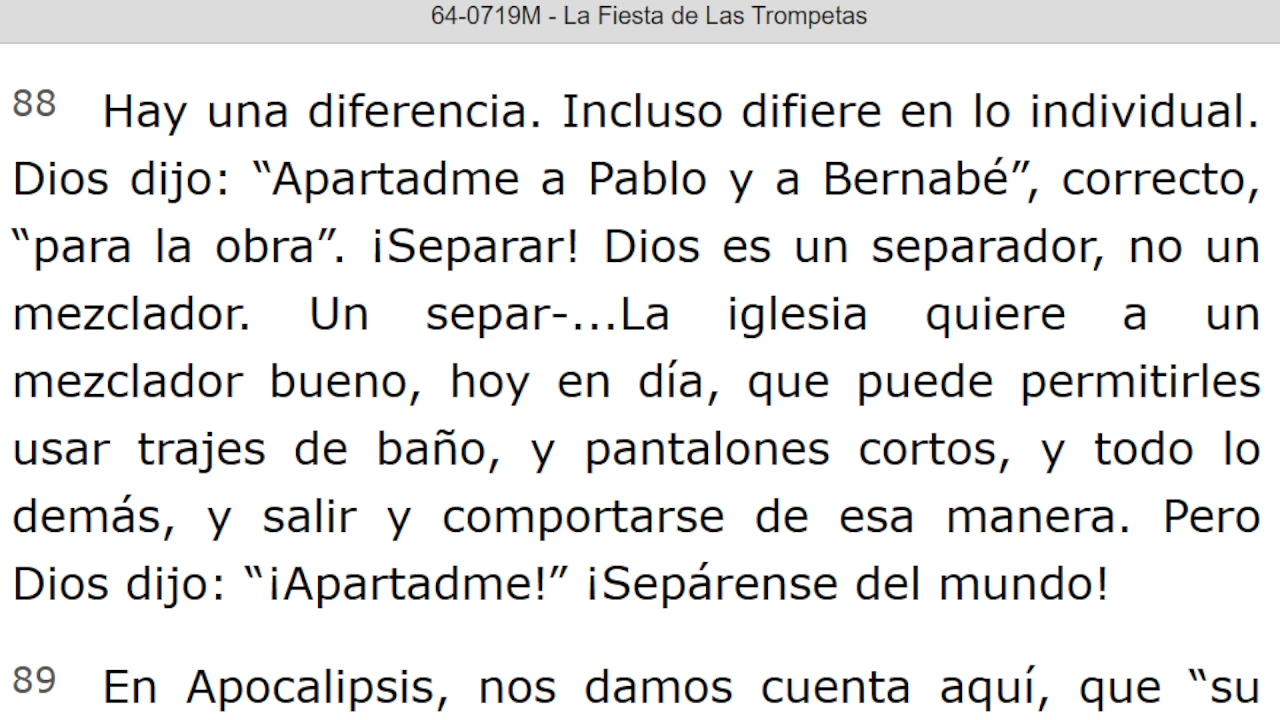 64-0719M - La Fiesta de Las Trompetas
88 Hay una diferencia. Incluso difiere en lo individual.
Dios dijo: “Apartadme a Pablo y a Bernabé”, correcto,
“para la obra”. ¡Separar! Dios es un separador, no un
mezclador. Un separ-...La iglesia quiere a un
mezclador bueno, hoy en día, que puede permitirles
usar trajes de baño, y pantalones cortos, y todo lo
demás, y salir y comportarse de esa manera. Pero
Dios dijo: “¡Apartadme!” ¡Sepárense del mundo!
89 En Apocalipsis, nos damos cuenta aquí, que “su